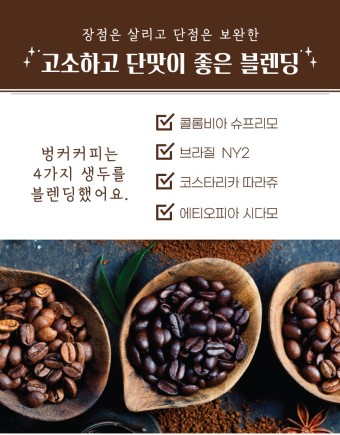 장점은 살리고 단점은 보완한
고소하고 단맛이 좋은 블렌딩
벙커커피는
4가지 생두를
블렌딩했어요.
콜롬비아 슈프리모
브라질 NY2
코스타리카 따라쥬
에티오피아 시다모